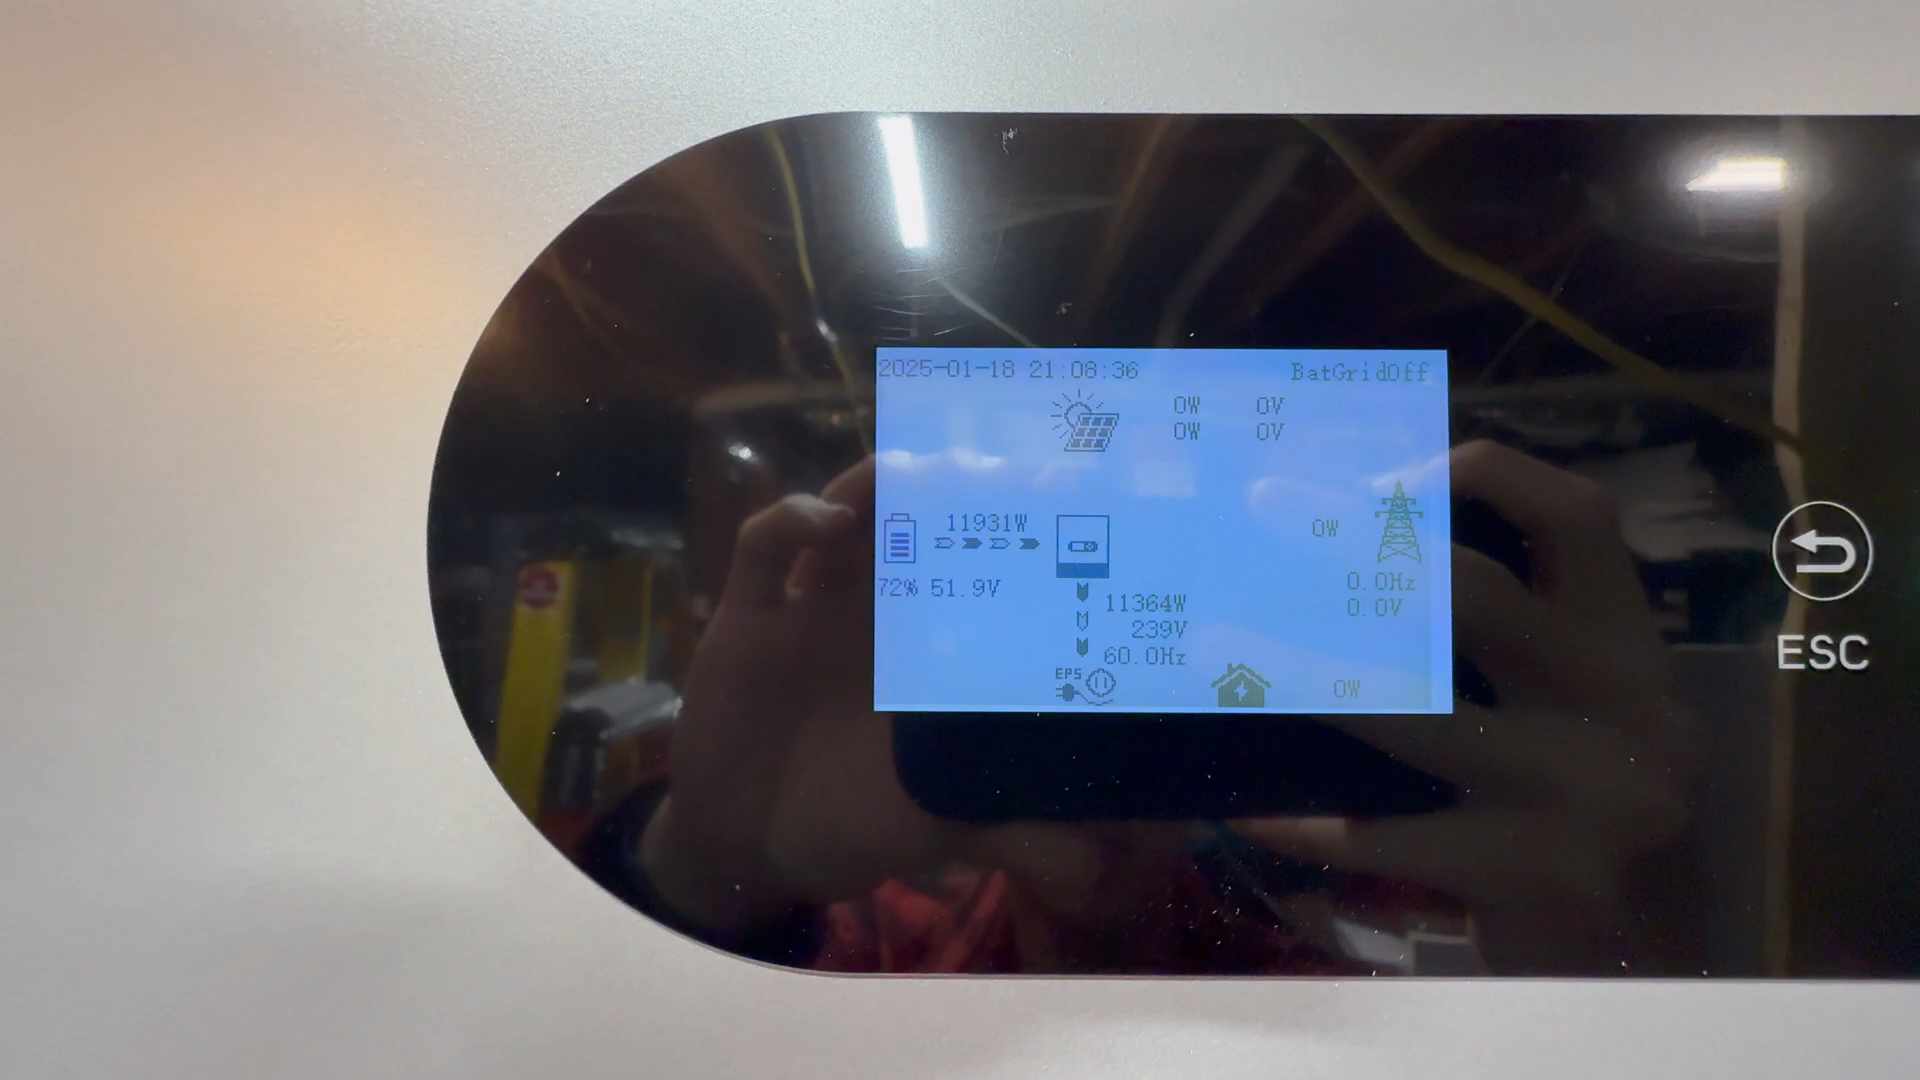 2025-01-18 21:08:36 BatGridOff
0W 0V
0W 0V
11931W
0W
72% 51.9V
0.0Hz
0.0V
11364W
239V
60.0Hz
EPS
0W
ESC